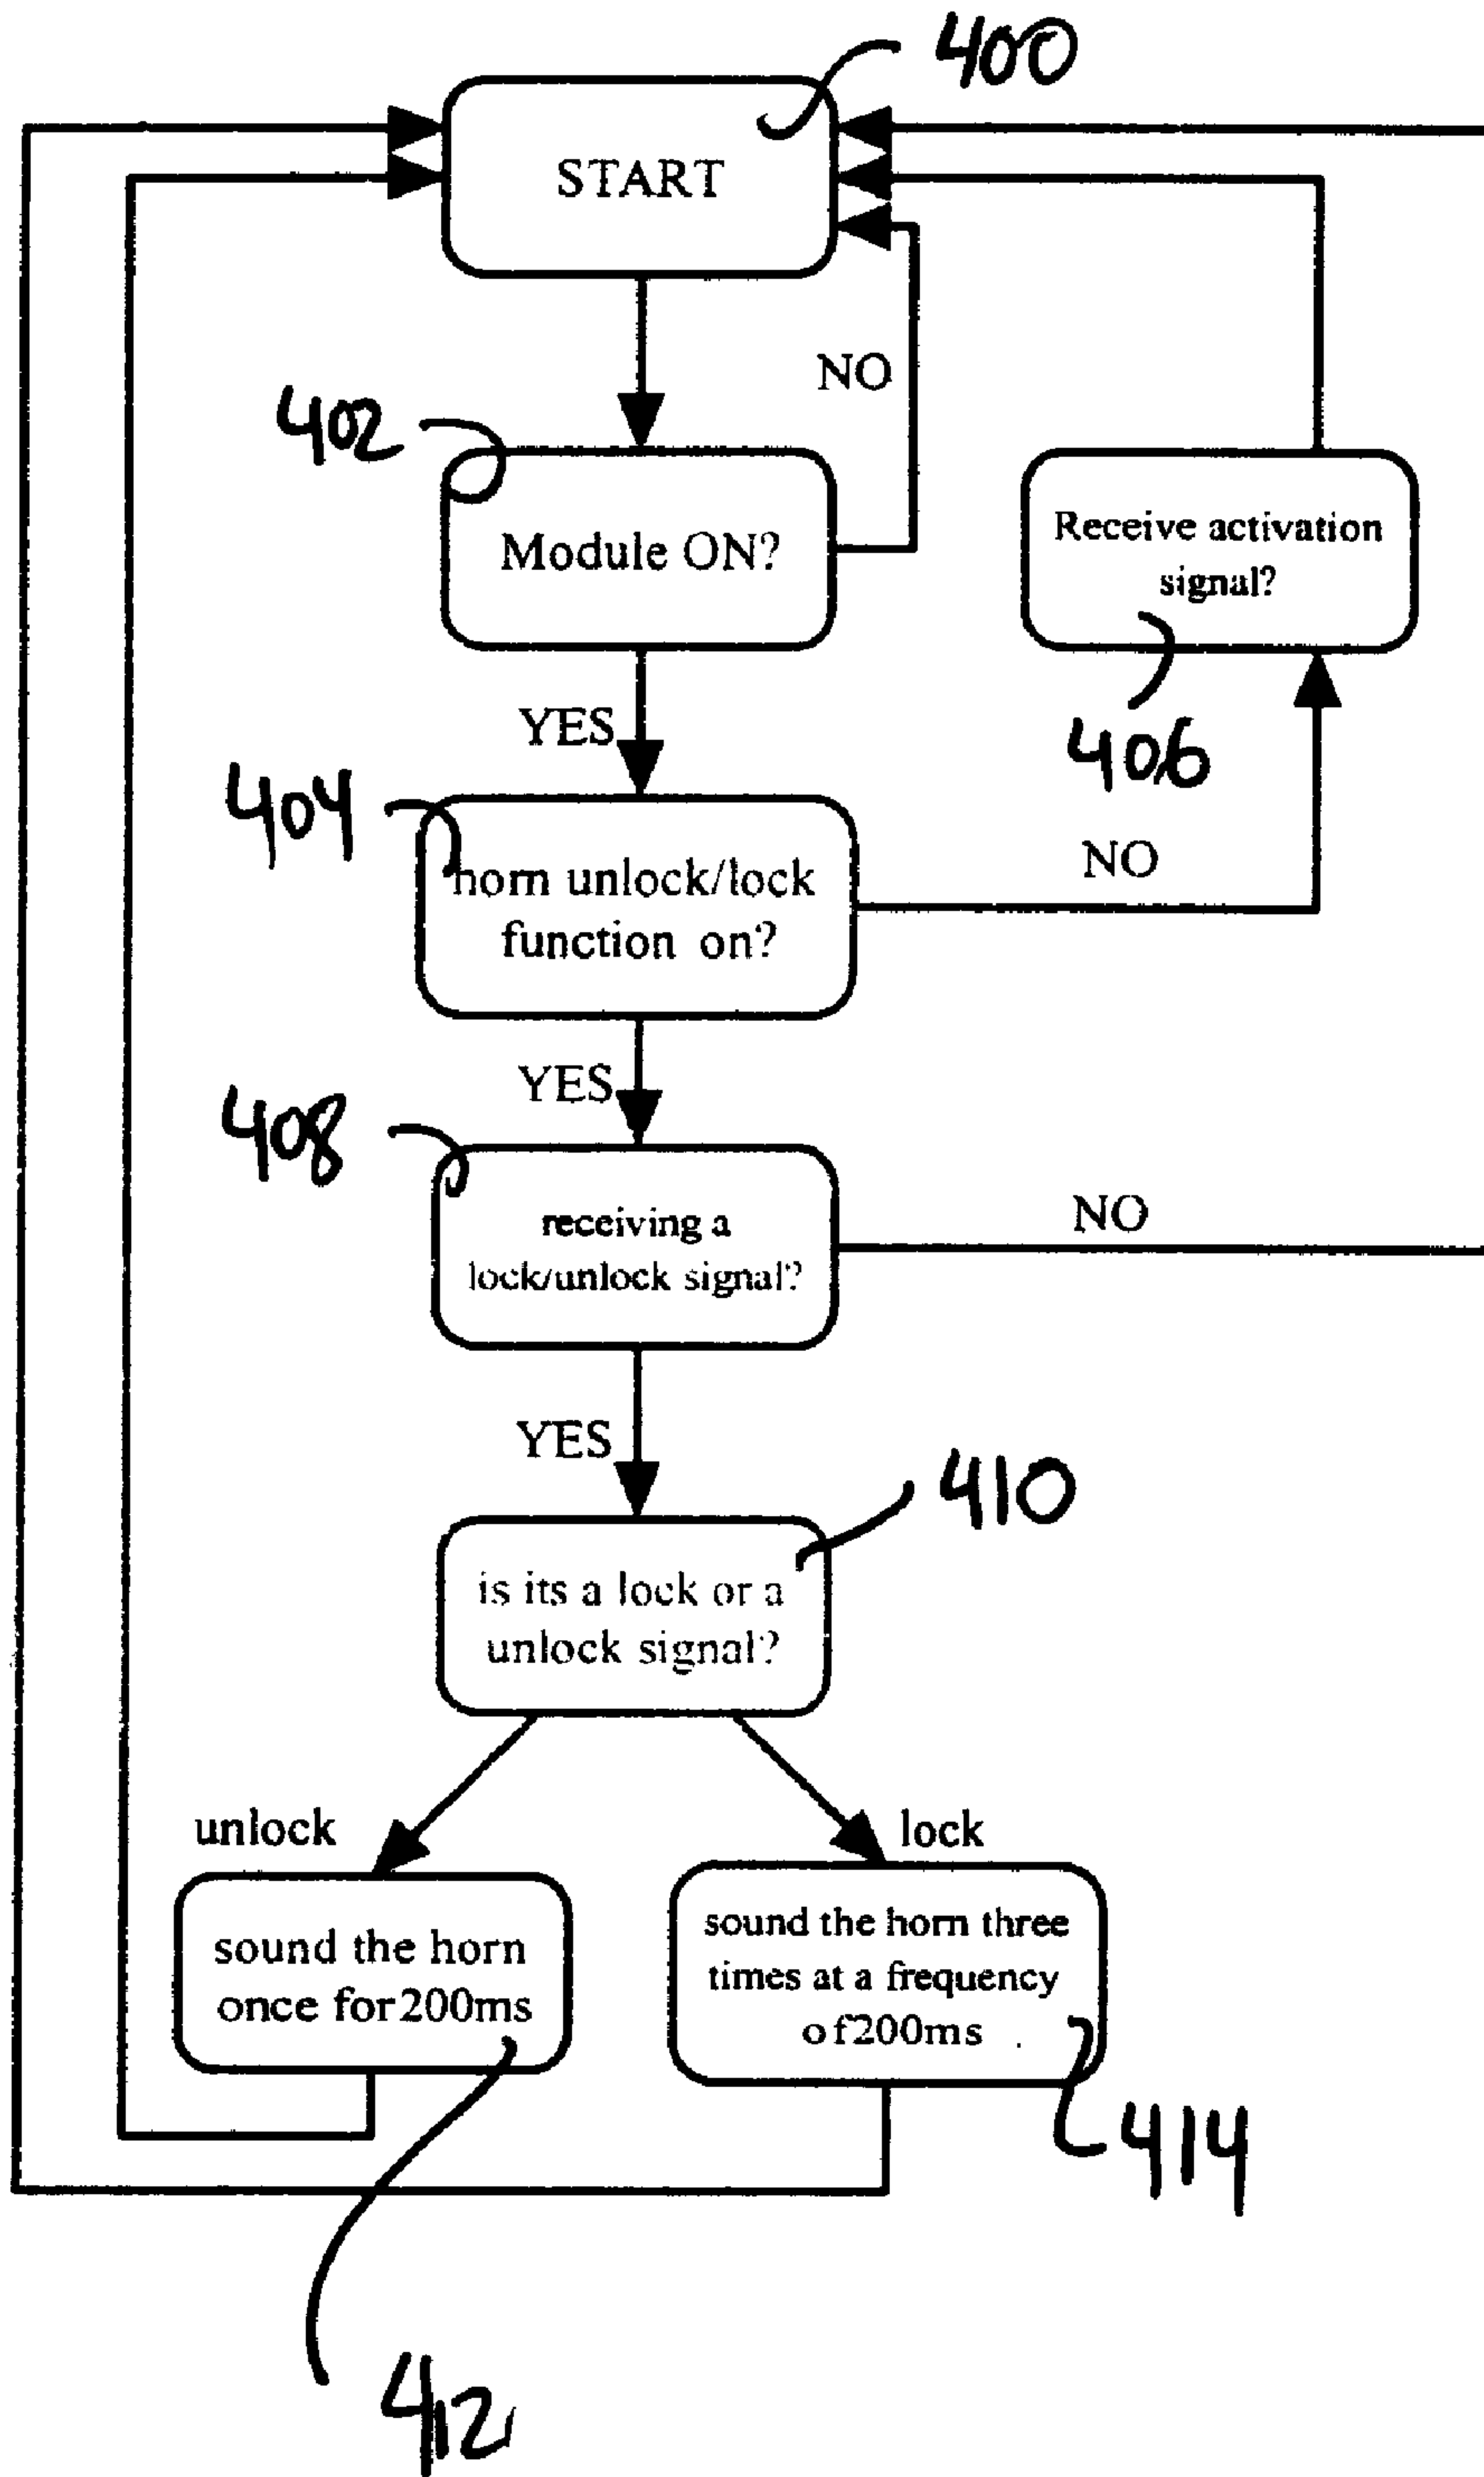 400
START
NO
402
Module ON?
Receive activation
signal?
YES
406
404
horn unlock/lock
function on?
NO
YES
408
receiving a
lock/unlock signal?
NO
YES
410
is its a lock or a
unlock signal?
unlock
lock
sound the horn
once for 200ms
sound the horn three
times at a frequency
of 200ms
414
412